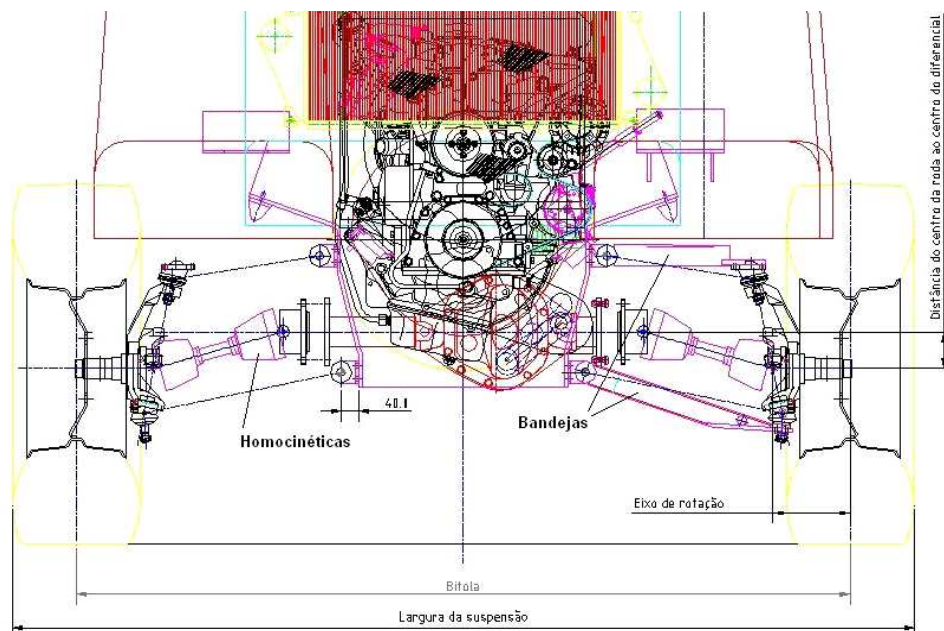 Distância do centro da roda ao centro do diferencial
40.1
Homocinéticas
Bandejas
Eixo de rotação
Bitola
Largura da suspensão